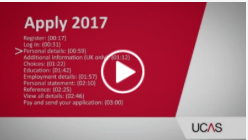 Apply 2017
Register: (00:17)
Log in: (00:31)
> Personal details: (00:59)
Additional information (UK only) (01:12)
Choices: (01:22)
Education: (01:42)
Employment details: (01:57)
Personal statement: (02:10)
Reference: (02:25)
View all details: (02:46)
Pay and send your application: (03:00)
UCAS